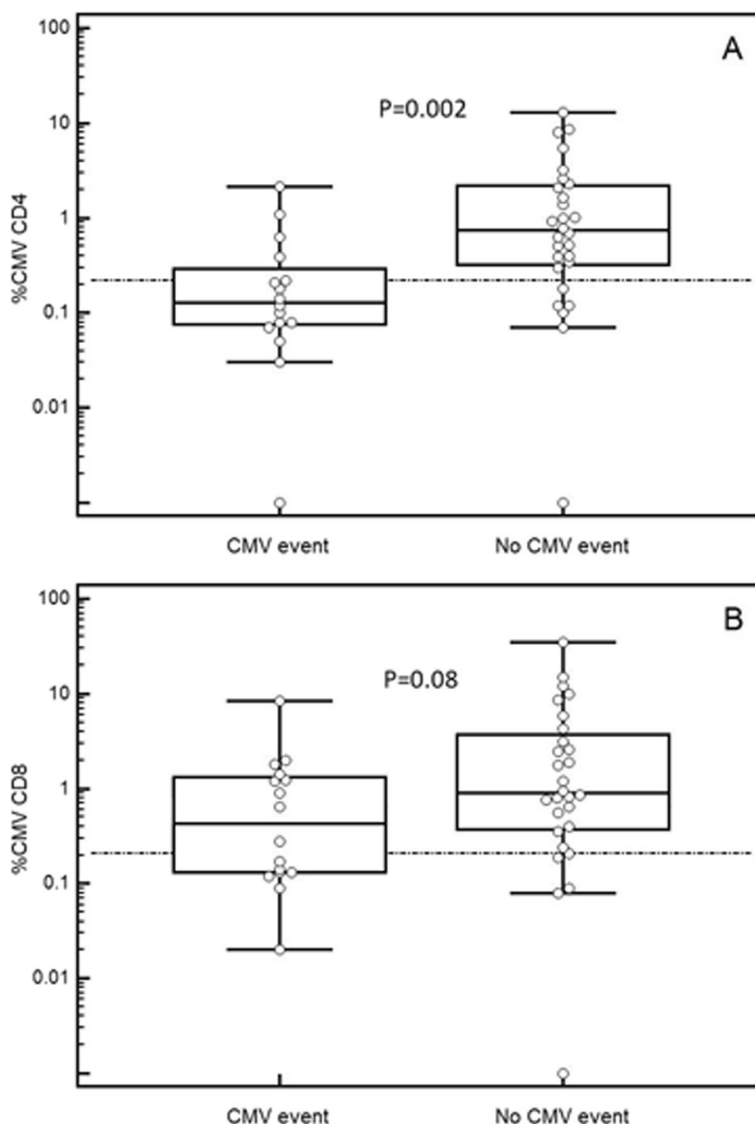 A
P=0.002
%CMV CD4
100
10
1
0.1
0.01
CMV event
No CMV event
B
P=0.08
%CMV CD8
100
10
1
0.1
0.01
CMV event
No CMV event